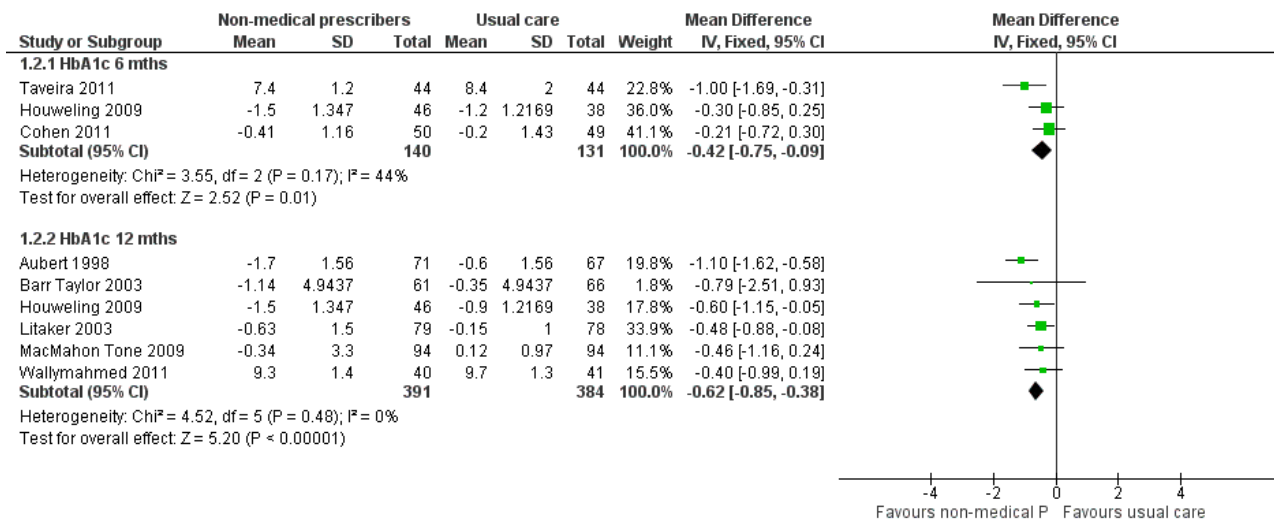 Non-medical prescribers Usual care Mean Difference Mean Difference
Study or Subgroup Mean SD Total Mean SD Total Weight IV, Fixed, 95% CI IV, Fixed, 95% CI
1.2.1 HbA1c 6 mths
Taveira 2011 7.4 1.2 44 8.4 2 44 22.8% -1.00 [-1.69, -0.31]
Houweling 2009 -1.5 1.347 46 -1.2 1.2169 38 36.0% -0.30 [-0.85, 0.25]
Cohen 2011 -0.41 1.16 50 -0.2 1.43 49 41.1% -0.21 [-0.72, 0.30]
Subtotal (95% CI) 140 131 100.0% -0.42 [-0.75, -0.09]
Heterogeneity: Chi² = 3.55, df = 2 (P = 0.17); I² = 44%
Test for overall effect: Z = 2.52 (P = 0.01)
1.2.2 HbA1c 12 mths
Aubert 1998 -1.7 1.56 71 -0.6 1.56 67 19.8% -1.10 [-1.62, -0.58]
Barr Taylor 2003 -1.14 4.9437 61 -0.35 4.9437 66 1.8% -0.79 [-2.51, 0.93]
Houweling 2009 -1.5 1.347 46 -0.9 1.2169 38 17.8% -0.60 [-1.15, -0.05]
Litaker 2003 -0.63 1.5 79 -0.15 1 78 33.9% -0.48 [-0.88, -0.08]
MacMahon Tone 2009 -0.34 3.3 94 0.12 0.97 94 11.1% -0.46 [-1.16, 0.24]
Wallymahmed 2011 9.3 1.4 40 9.7 1.3 41 15.5% -0.40 [-0.99, 0.19]
Subtotal (95% CI) 391 384 100.0% -0.62 [-0.85, -0.38]
Heterogeneity: Chi² = 4.52, df = 5 (P = 0.48); I² = 0%
Test for overall effect: Z = 5.20 (P < 0.00001)
-4 -2 0 2 4
Favours non-medical P Favours usual care